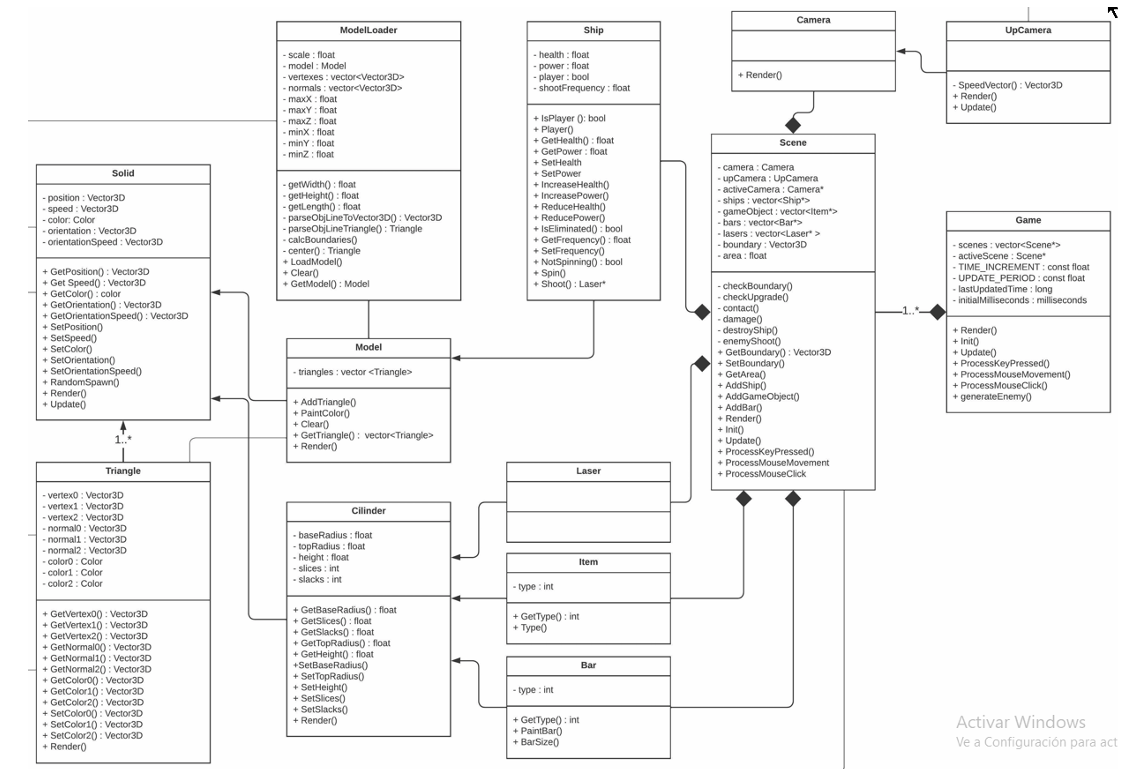 ModelLoader
- scale : float
- model : Model
- vertexes : vector<Vector3D>
- normals : vector<Vector3D>
- maxX : float
- maxY : float
- maxZ : float
- minX : float
- minY : float
- minZ : float
- getWidth() : float
- getHeight() : float
- getLength() : float
- parseObjLineToVector3D() : Vector3D
- parseObjLineTriangle() : Triangle
- calcBoundaries()
- center() : Triangle
+ LoadModel()
+ Clear()
+ GetModel() : Model
Ship
- health : float
- power : float
- player : bool
- shootFrequency : float
+ IsPlayer (): bool
+ Player()
+ GetHealth() : float
+ GetPower : float
+ SetHealth
+ SetPower
+ IncreaseHealth()
+ IncreasePower()
+ ReduceHealth()
+ ReducePower()
+ IsEliminated() : bool
+ GetFrequency() : float
+ SetFrequency()
+ NotSpinning() : bool
+ Spin()
+ Shoot() : Laser*
Camera
+ Render()
UpCamera
- SpeedVector() : Vector3D
+ Render()
+ Update()
Solid
- position : Vector3D
- speed : Vector3D
- color: Color
- orientation : Vector3D
- orientationSpeed : Vector3D
+ GetPosition() : Vector3D
+ Get Speed() : Vector3D
+ GetColor() : color
+ GetOrientation() : Vector3D
+ GetOrientationSpeed() : Vector3D
+ SetPosition()
+ SetSpeed()
+ SetColor()
+ SetOrientation()
+ SetOrientationSpeed()
+ RandomSpawn()
+ Render()
+ Update()
Scene
- camera : Camera
- upCamera : UpCamera
- activeCamera : Camera*
- ships : vector<Ship*>
- gameObject : vector<Item*>
- bars : vector<Bar*>
- lasers : vector<Laser* >
- boundary : Vector3D
- area : float
- checkBoundary()
- checkUpgrade()
- contact()
- damage()
- destroyShip()
- enemyShoot()
+ GetBoundary() : Vector3D
+ SetBoundary()
+ GetArea()
+ AddShip()
+ AddGameObject()
+ AddBar()
+ Render()
+ Init()
+ Update()
+ ProcessKeyPressed()
+ ProcessMouseMovement
+ ProcessMouseClick
1..*
Game
- scenes : vector<Scene*>
- activeScene : Scene*
- TIME_INCREMENT : const float
- UPDATE_PERIOD : const float
- lastUpdatedTime : long
- initialMilliseconds : milliseconds
+ Render()
+ Init()
+ Update()
+ ProcessKeyPressed()
+ ProcessMouseMovement()
+ ProcessMouseClick()
+ generateEnemy()
Model
- triangles : vector <Triangle>
+ AddTriangle()
+ PaintColor()
+ Clear()
+ GetTriangle() : vector<Triangle>
+ Render()
1..*
Triangle
- vertex0 : Vector3D
- vertex1 : Vector3D
- vertex2 : Vector3D
- normal0 : Vector3D
- normal1 : Vector3D
- normal2 : Vector3D
- color0 : Color
- color1 : Color
- color2 : Color
+ GetVertex0() : Vector3D
+ GetVertex1() : Vector3D
+ GetVertex2() : Vector3D
+ GetNormal0() : Vector3D
+ GetNormal1() : Vector3D
+ GetNormal2() : Vector3D
+ GetColor0() : Vector3D
+ GetColor1() : Vector3D
+ GetColor2() : Vector3D
+ SetColor0() : Vector3D
+ SetColor1() : Vector3D
+ SetColor2() : Vector3D
+ Render()
Cilinder
- baseRadius : float
- topRadius : float
- height : float
- slices : int
- slacks : int
+ GetBaseRadius() : float
+ GetSlices() : float
+ GetSlacks() : float
+ GetTopRadius() : float
+ GetHeight() : float
+SetBaseRadius()
+ SetTopRadius()
+ SetHeight()
+ SetSlices()
+ SetSlacks()
+ Render()
Laser
Item
- type : int
+ GetType() : int
+ Type()
Bar
- type : int
+ GetType() : int
+ PaintBar()
+ BarSize()
Activar Windows
Ve a Configuración para act